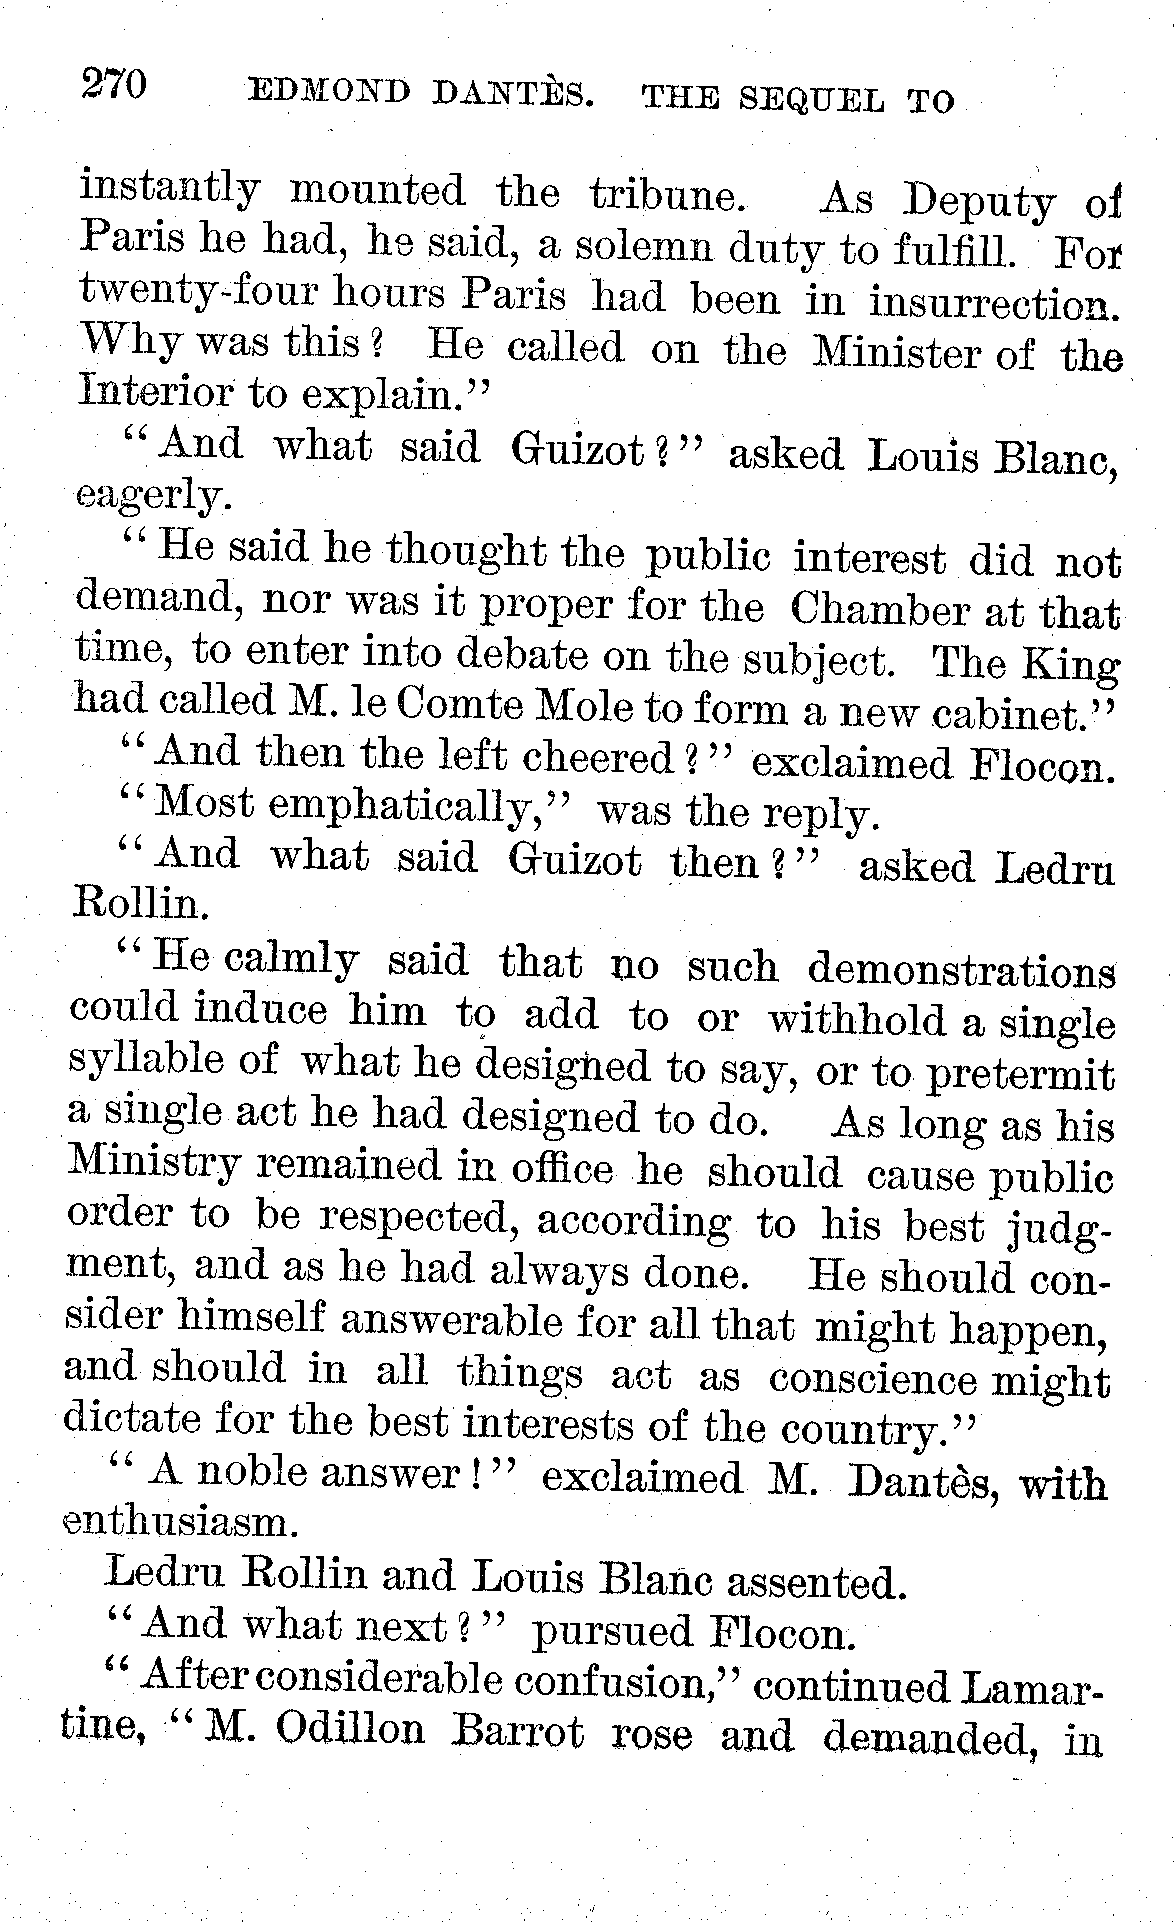 270 EDMOND DANTÈS. THE SEQUEL TO
instantly mounted the tribune. As Deputy of
Paris he had, he said, a solemn duty to fulfill. For
twenty-four hours Paris had been in insurrection.
Why was this? He called on the Minister of the
Interior to explain."
"And what said Guizot?" asked Louis Blanc,
eagerly.
"He said he thought the public interest did not
demand, nor was it proper for the Chamber at that
time, to enter into debate on the subject. The King
had called M. le Comte Mole to form a new cabinet."
"And then the left cheered?" exclaimed Flocon.
"Most emphatically," was the reply.
"And what said Guizot then?" asked Ledru
Rollin.
"He calmly said that no such demonstrations
could induce him to add to or withhold a single
syllable of what he designed to say, or to pretermit
a single act he had designed to do. As long as his
Ministry remained in office he should cause public
order to be respected, according to his best judg-
ment, and as he had always done. He should con-
sider himself answerable for all that might happen,
and should in all things act as conscience might
dictate for the best interests of the country."
"A noble answer!" exclaimed M. Dantès, with
enthusiasm.
Ledru Rollin and Louis Blanc assented.
"And what next?" pursued Flocon.
"After considerable confusion," continued Lamar-
tine, "M. Odillon Barrot rose and demanded, in